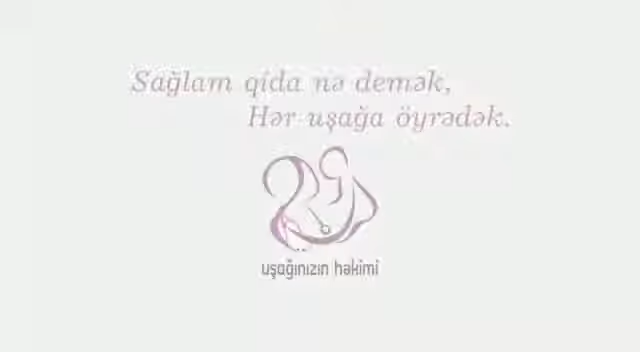 Sağlam qida nə demək,
Hər uşağa öyrədək.
uşağınızın həkimi